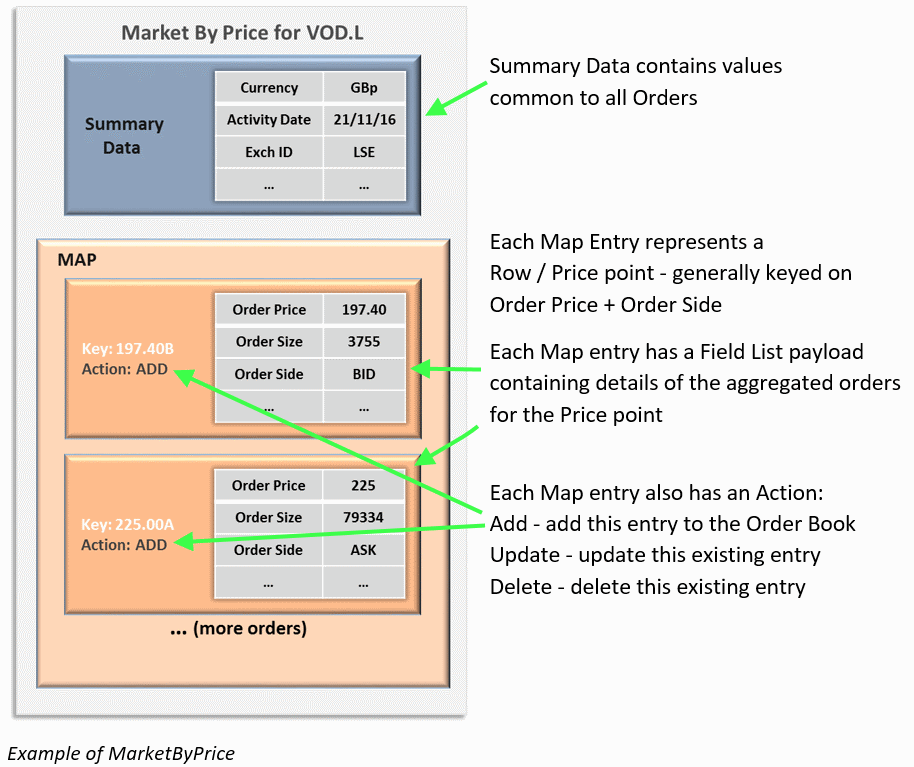 Market By Price for VOD.L
Summary Data
Currency GBp
Activity Date 21/11/16
Exch ID LSE
... ...
Summary Data contains values
common to all Orders
MAP
Key: 197.40B
Action: ADD
Order Price 197.40
Order Size 3755
Order Side BID
... ...
Key: 225.00A
Action: ADD
Order Price 225
Order Size 79334
Order Side ASK
... ...
... (more orders)
Each Map Entry represents a
Row / Price point - generally keyed on
Order Price + Order Side
Each Map entry has a Field List payload
containing details of the aggregated orders
for the Price point
Each Map entry also has an Action:
Add - add this entry to the Order Book
Update - update this existing entry
Delete - delete this existing entry
Example of MarketByPrice